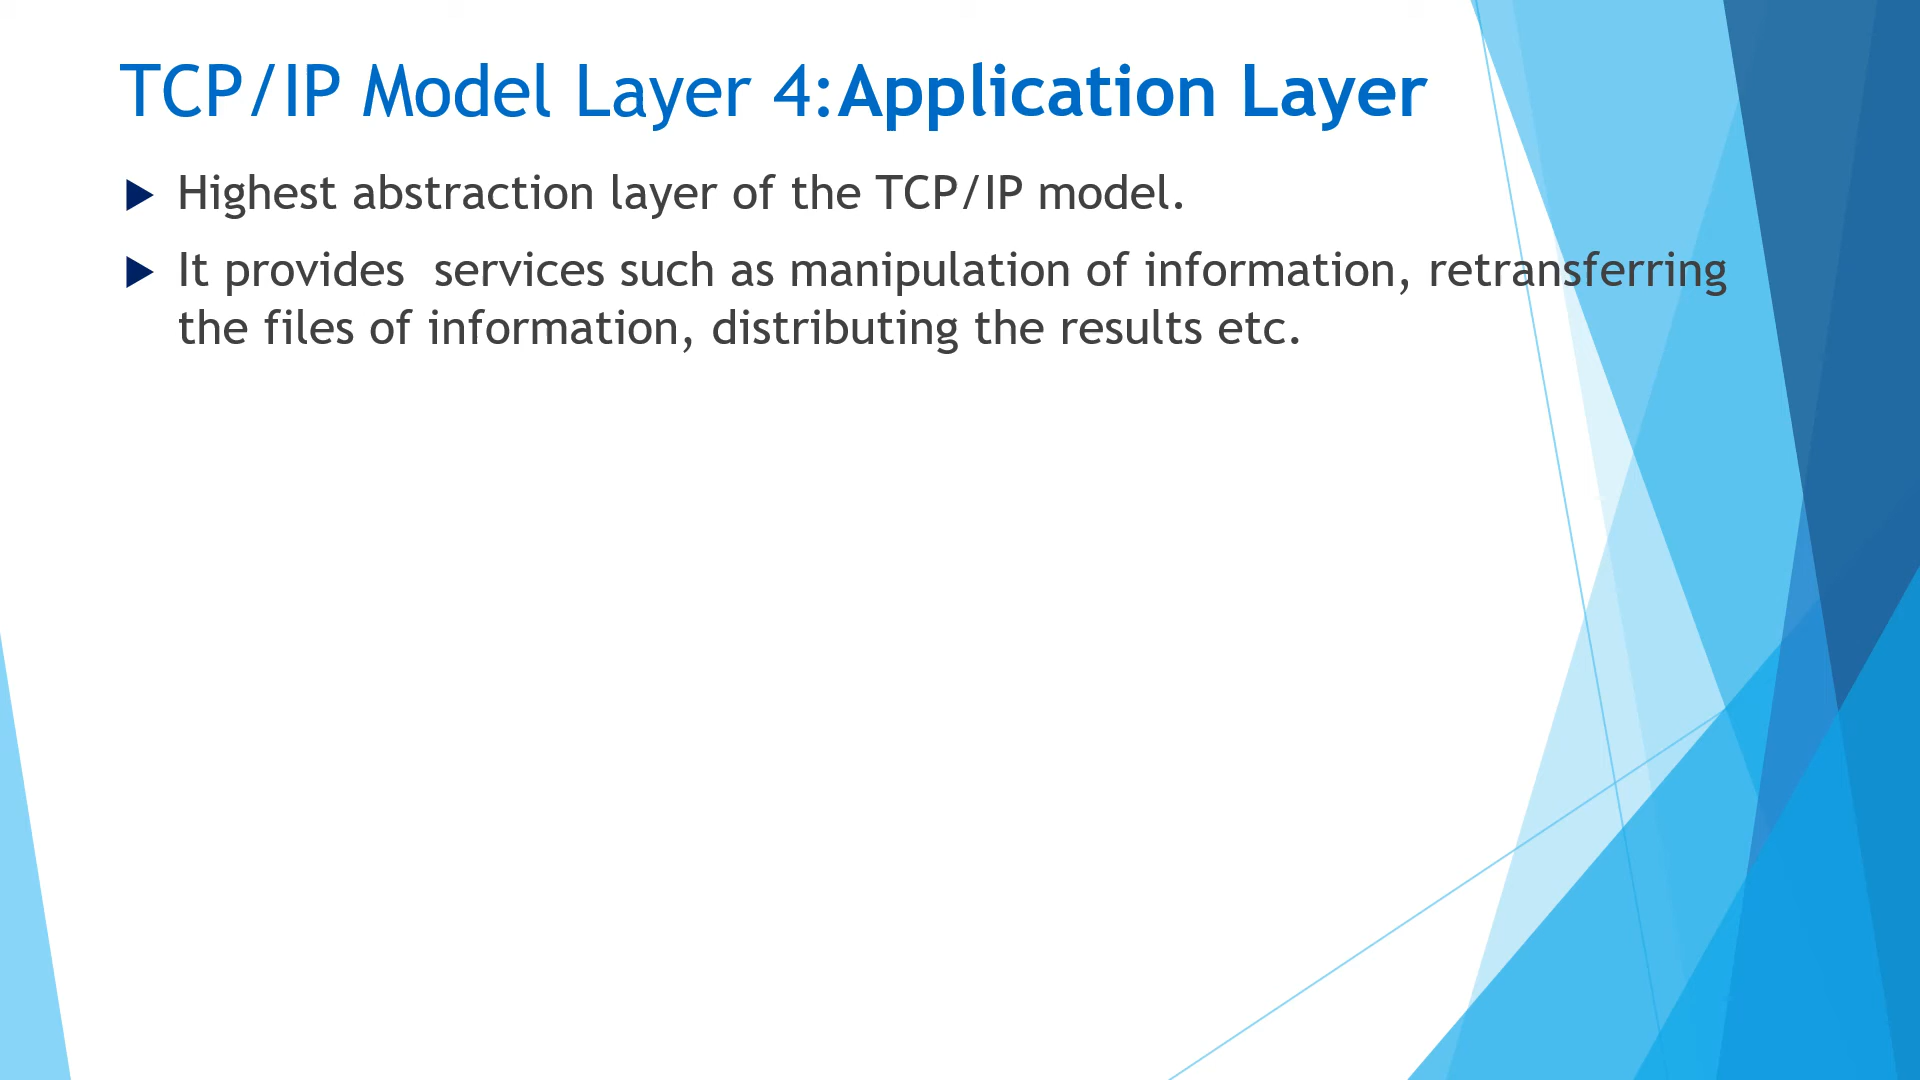 TCP/IP Model Layer 4:Application Layer
Highest abstraction layer of the TCP/IP model.
It provides  services such as manipulation of information, retransferring
the files of information, distributing the results etc.